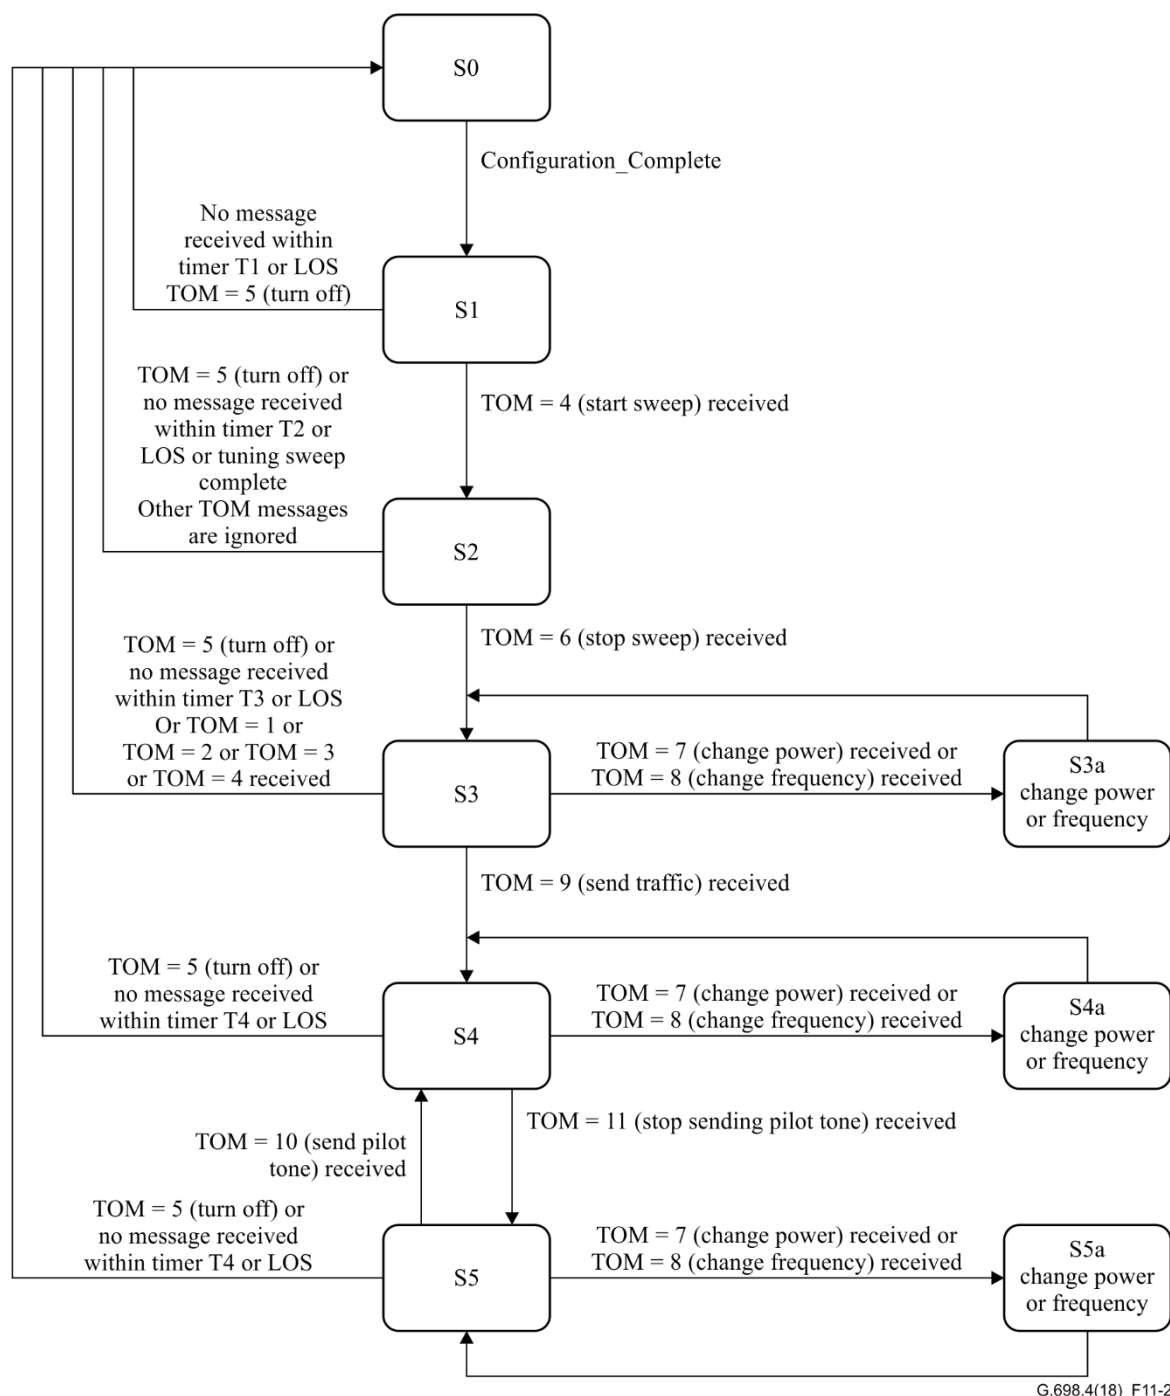 S0
Configuration_Complete
No message
received within
timer T1 or LOS
TOM = 5 (turn off)
S1
TOM = 4 (start sweep) received
TOM = 5 (turn off) or
no message received
within timer T2 or
LOS or tuning sweep
complete
Other TOM messages
are ignored
S2
TOM = 6 (stop sweep) received
TOM = 5 (turn off) or
no message received
within timer T3 or LOS
Or TOM = 1 or
TOM = 2 or TOM = 3
or TOM = 4 received
S3
TOM = 7 (change power) received or
TOM = 8 (change frequency) received
S3a
change power
or frequency
TOM = 9 (send traffic) received
TOM = 5 (turn off) or
no message received
within timer T4 or LOS
S4
TOM = 7 (change power) received or
TOM = 8 (change frequency) received
S4a
change power
or frequency
TOM = 10 (send pilot
tone) received
TOM = 11 (stop sending pilot tone) received
TOM = 5 (turn off) or
no message received
within timer T4 or LOS
S5
TOM = 7 (change power) received or
TOM = 8 (change frequency) received
S5a
change power
or frequency
G.698.4(18)_F11-2